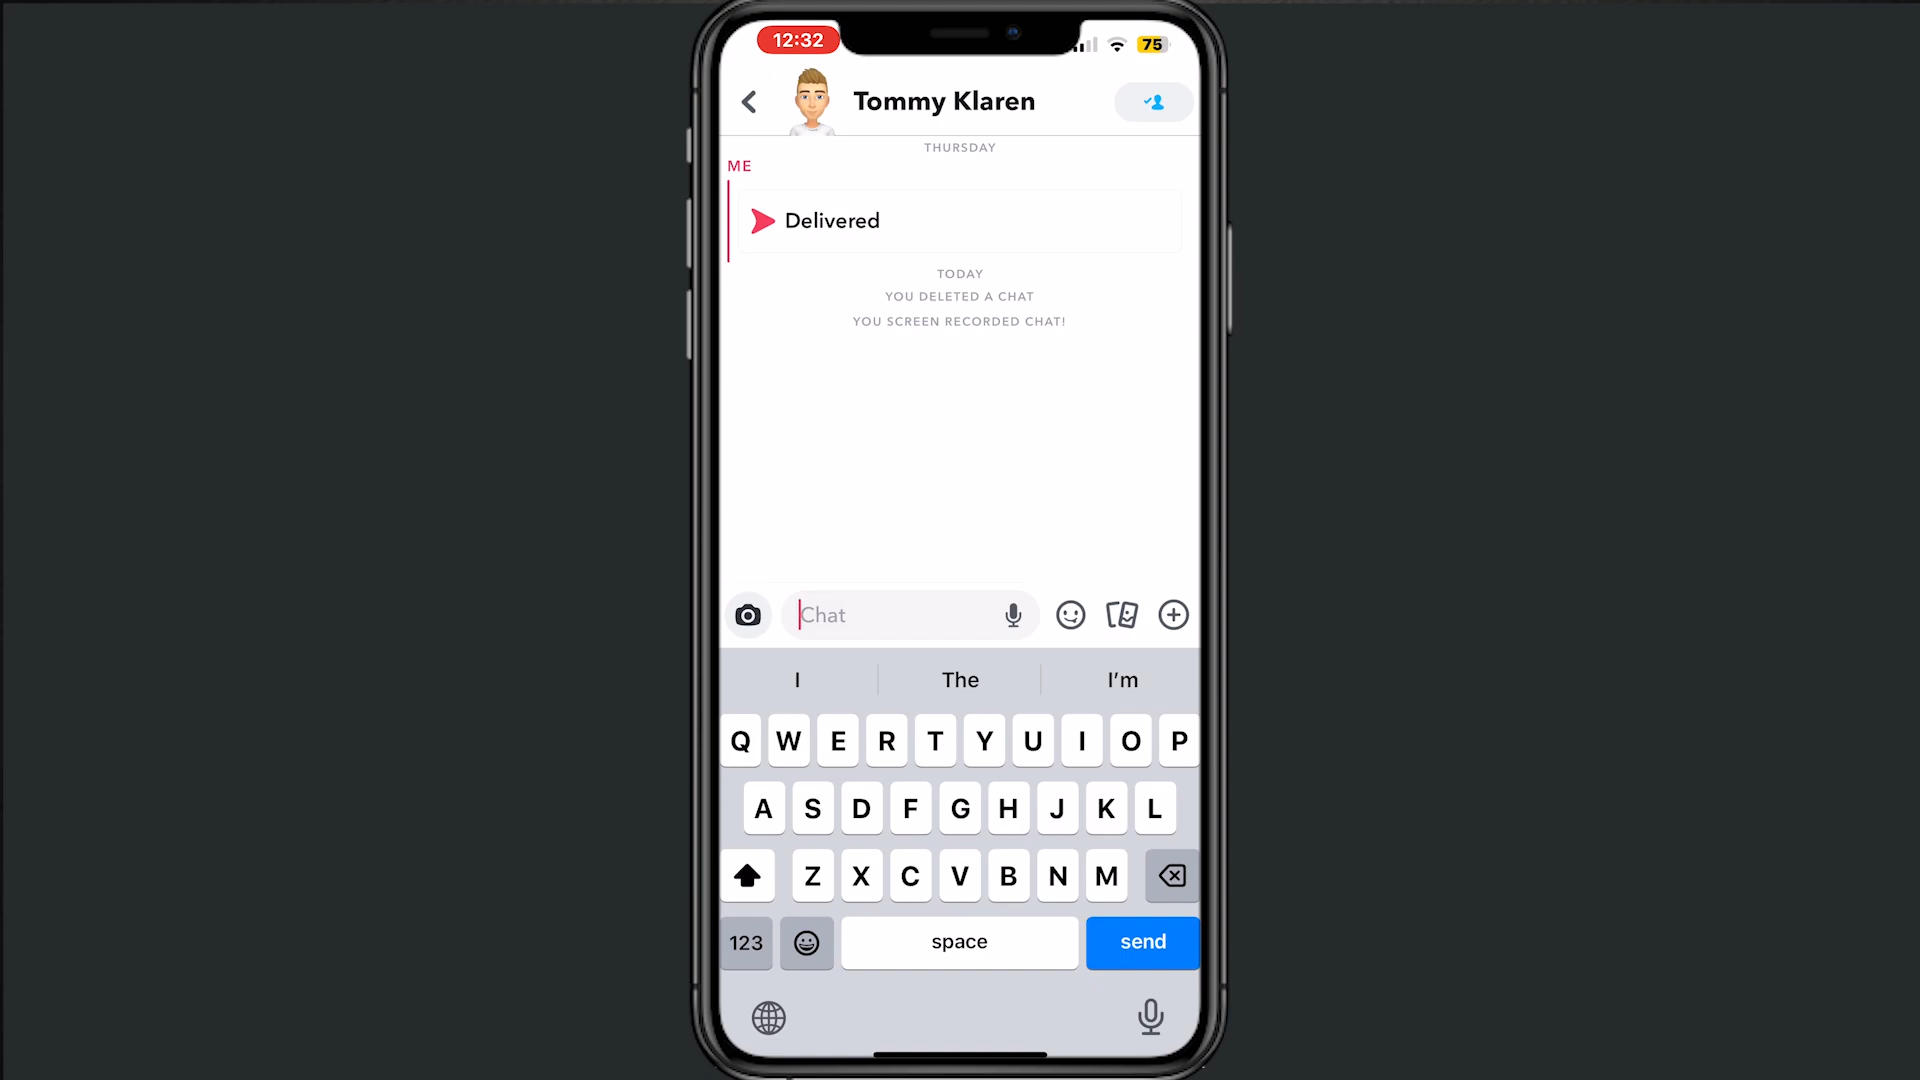 12:32
75
Tommy Klaren
THURSDAY
ME
Delivered
TODAY
YOU DELETED A CHAT
YOU SCREEN RECORDED CHAT!
Chat
I The I'm
Q W E R T Y U I O P
A S D F G H J K L
Z X C V B N M
123 space send